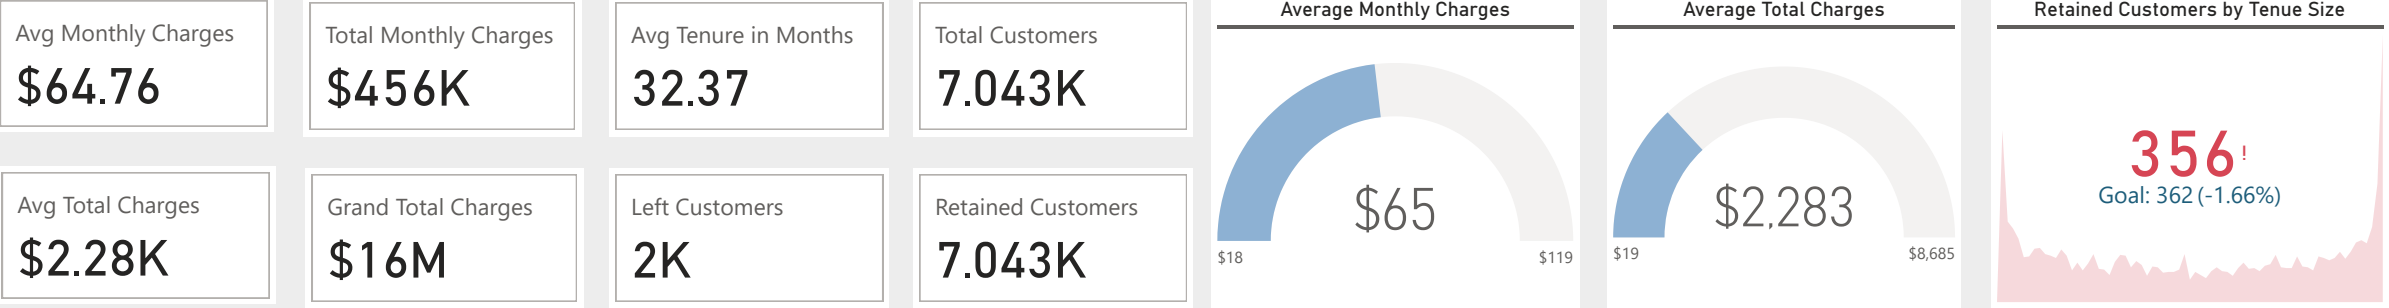 Avg Monthly Charges
$64.76
Total Monthly Charges
$456K
Avg Tenure in Months
32.37
Total Customers
7.043K
Avg Total Charges
$2.28K
Grand Total Charges
$16M
Left Customers
2K
Retained Customers
7.043K
Average Monthly Charges
$65
$18
$119
Average Total Charges
$2,283
$19
$8,685
Retained Customers by Tenue Size
356!
Goal: 362 (-1.66%)